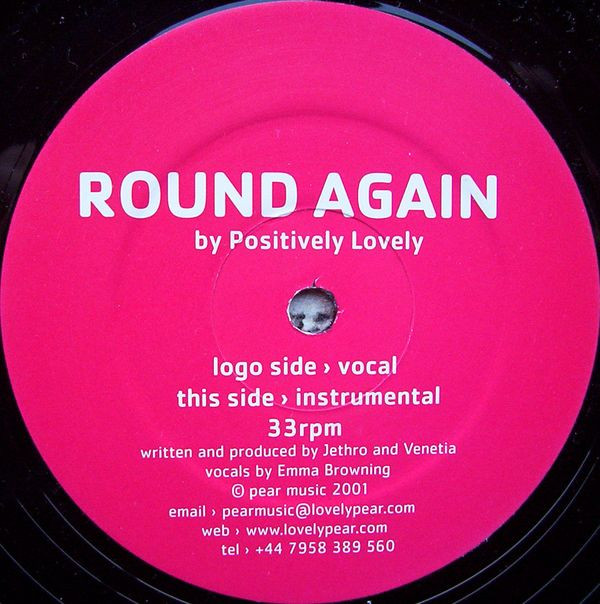 ROUND AGAIN
by Positively Lovely
logo side › vocal
this side › instrumental
33rpm
written and produced by Jethro and Venetia
vocals by Emma Browning
© pear music 2001
email › pearmusic@lovelypear.com
web › www.lovelypear.com
tel › +44 7958 389 560